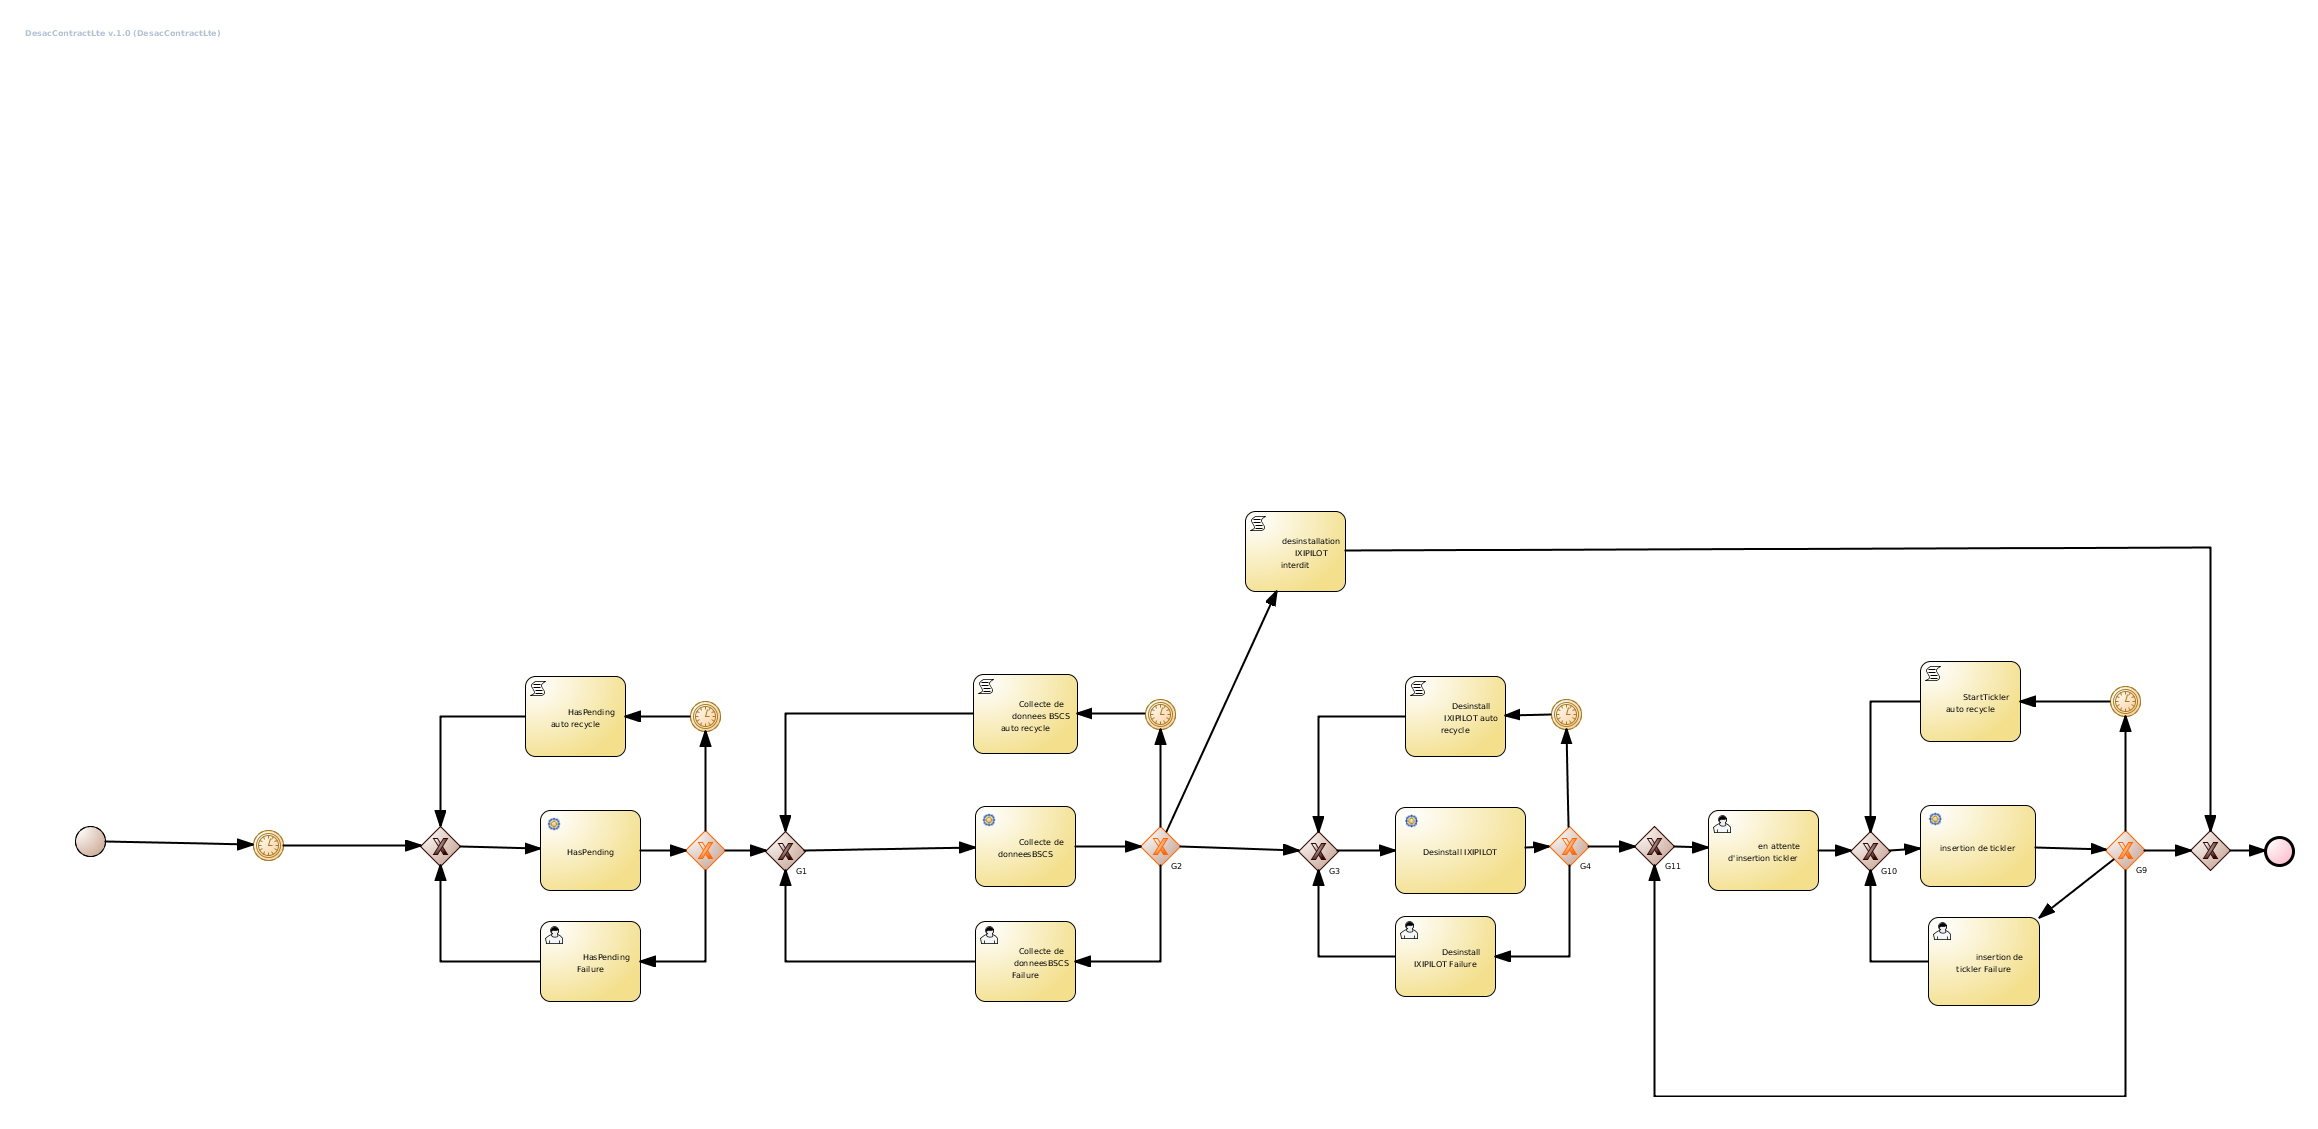 DesacContractLte v.1.0 (DesacContractLte)
desinstallation
IXIPILOT
interdit
HasPending
auto recycle
Collecte de
donnees BSCS
auto recycle
Desinstall
IXIPILOT auto
recycle
StartTickler
auto recycle
HasPending
G1
Collecte de
donneesBSCS
G2
G3
Desinstall IXIPILOT
G4
G11
en attente
d'insertion tickler
G10
insertion de tickler
G9
HasPending
Failure
Collecte de
donneesBSCS
Failure
Desinstall
IXIPILOT Failure
insertion de
tickler Failure